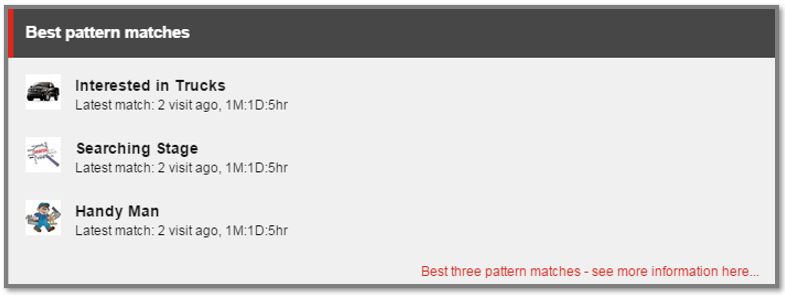 Best pattern matches
Interested in Trucks
Latest match: 2 visit ago, 1M:1D:5hr
Searching Stage
Latest match: 2 visit ago, 1M:1D:5hr
Handy Man
Latest match: 2 visit ago, 1M:1D:5hr
Best three pattern matches - see more information here...